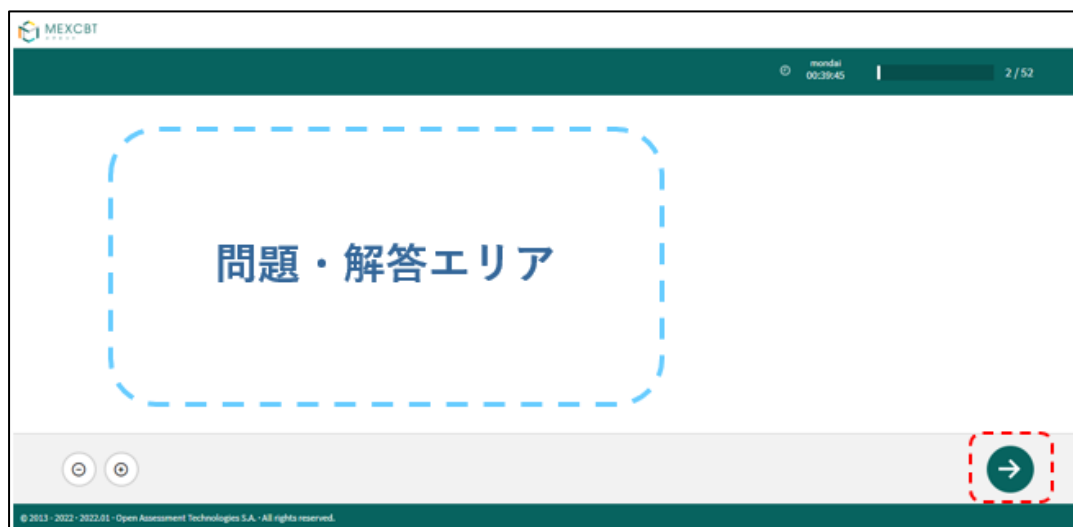 MEXCBT
mondai
00:39:45
2 / 52
問題・解答エリア
© 2013 - 2022 · 2022.01 · Open Assessment Technologies S.A. · All rights reserved.